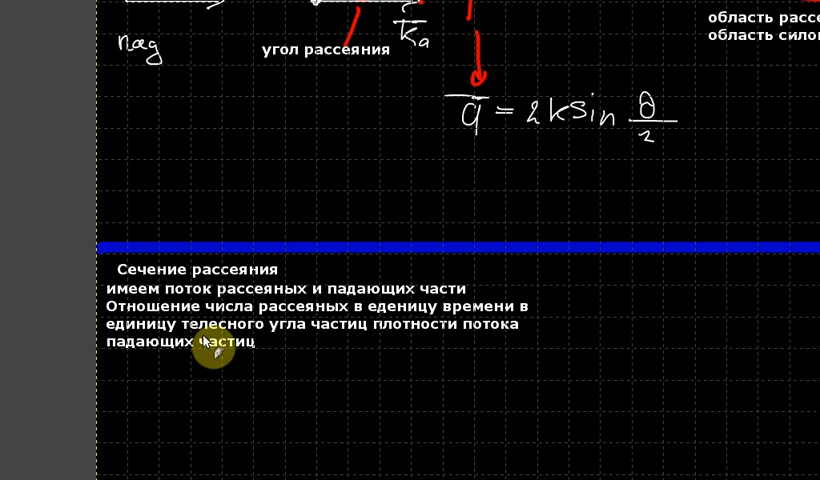 область рассе
область сило
k_a
пад
угол рассеяния
q = 2k sin θ/2
Сечение рассеяния
имеем поток рассеяных и падающих части
Отношение числа рассеяных в еденицу времени в
единицу телесного угла частиц плотности потока
падающих частиц